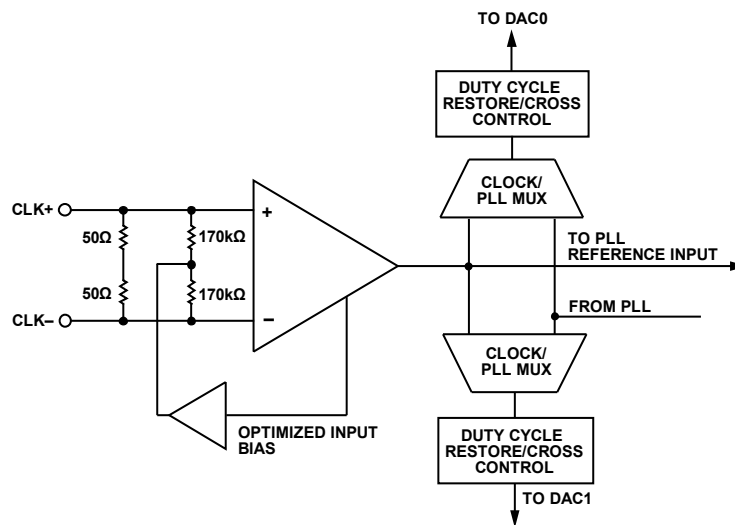 TO DAC0
DUTY CYCLE
RESTORE/CROSS
CONTROL
CLOCK/
PLL MUX
CLK+
50Ω
170kΩ
+
TO PLL
REFERENCE INPUT
50Ω
170kΩ
FROM PLL
CLK–
–
CLOCK/
PLL MUX
OPTIMIZED INPUT
BIAS
DUTY CYCLE
RESTORE/CROSS
CONTROL
TO DAC1